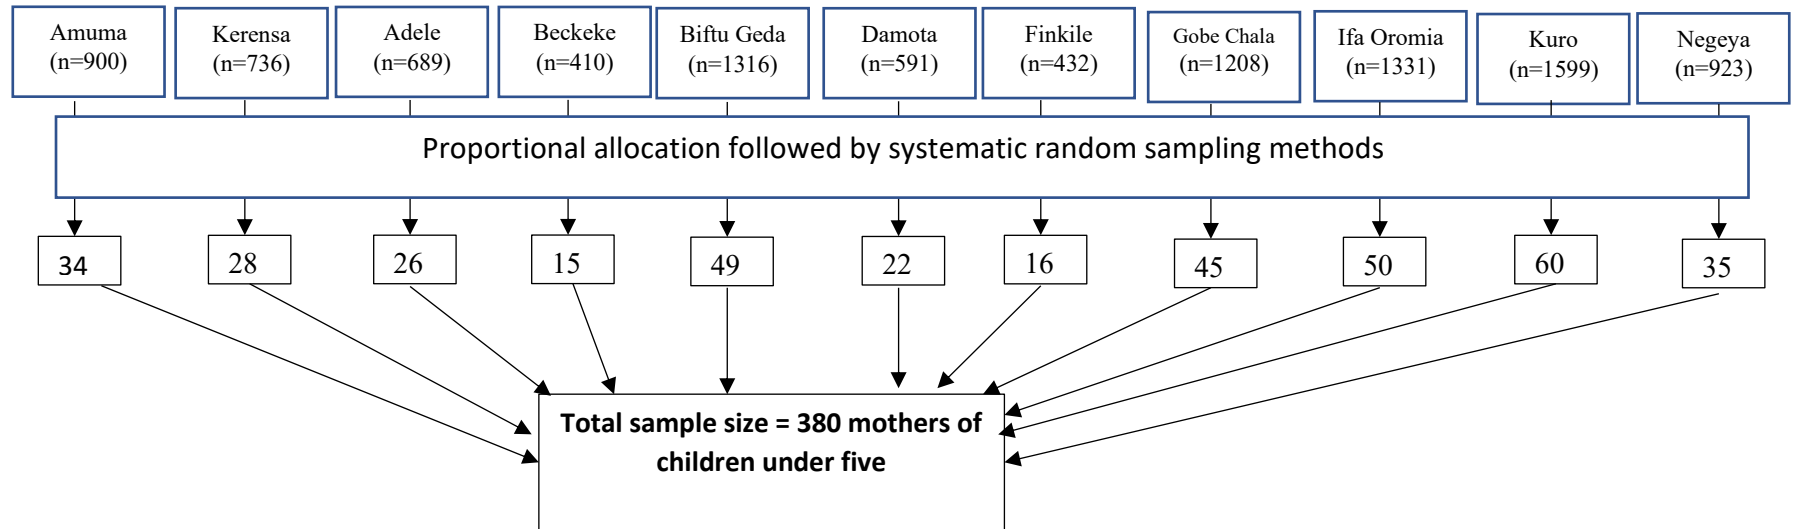 Amuma
(n=900)
Kerensa
(n=736)
Adele
(n=689)
Beckeke
(n=410)
Biftu Geda
(n=1316)
Damota
(n=591)
Finkile
(n=432)
Gobe Chala
(n=1208)
Ifa Oromia
(n=1331)
Kuro
(n=1599)
Negeya
(n=923)
Proportional allocation followed by systematic random sampling methods
34
28
26
15
49
22
16
45
50
60
35
Total sample size = 380 mothers of
children under five